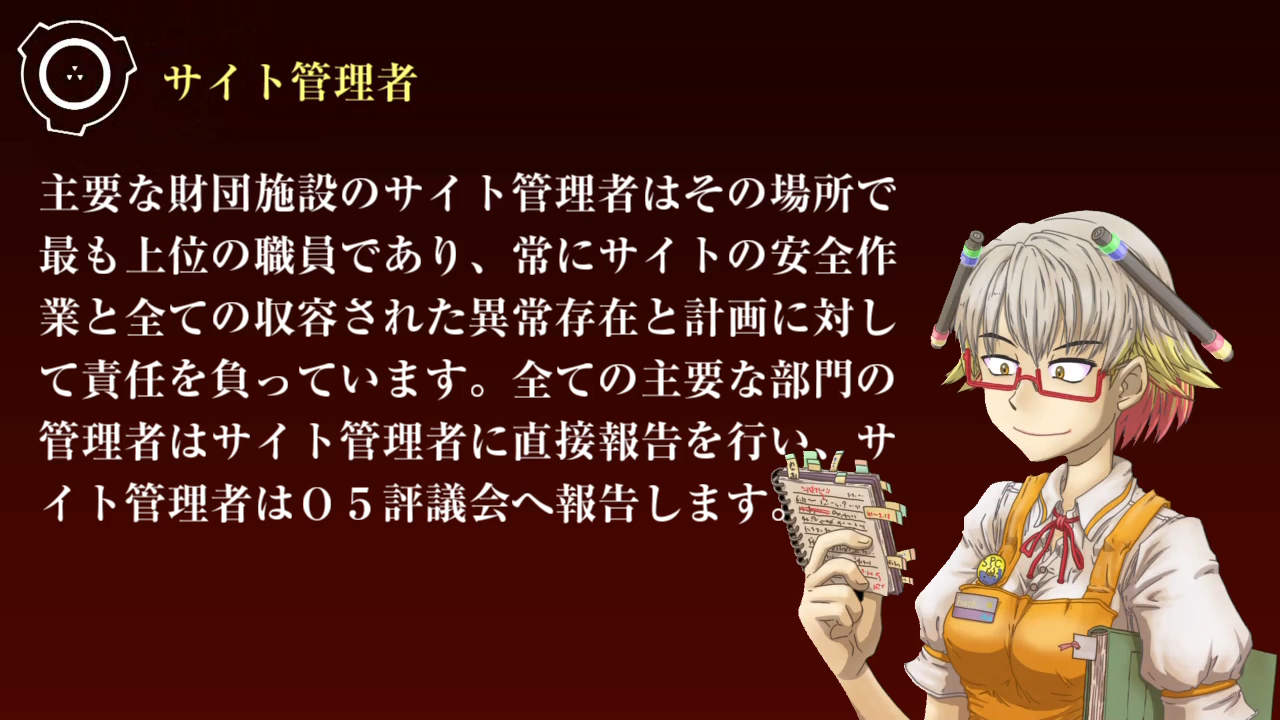 サイト管理者
主要な財団施設のサイト管理者はその場所で
最も上位の職員であり、常にサイトの安全作
業と全ての収容された異常存在と計画に対し
て責任を負っています。全ての主要な部門の
管理者はサイト管理者に直接報告を行い、サ
イト管理者はＯ５評議会へ報告します。